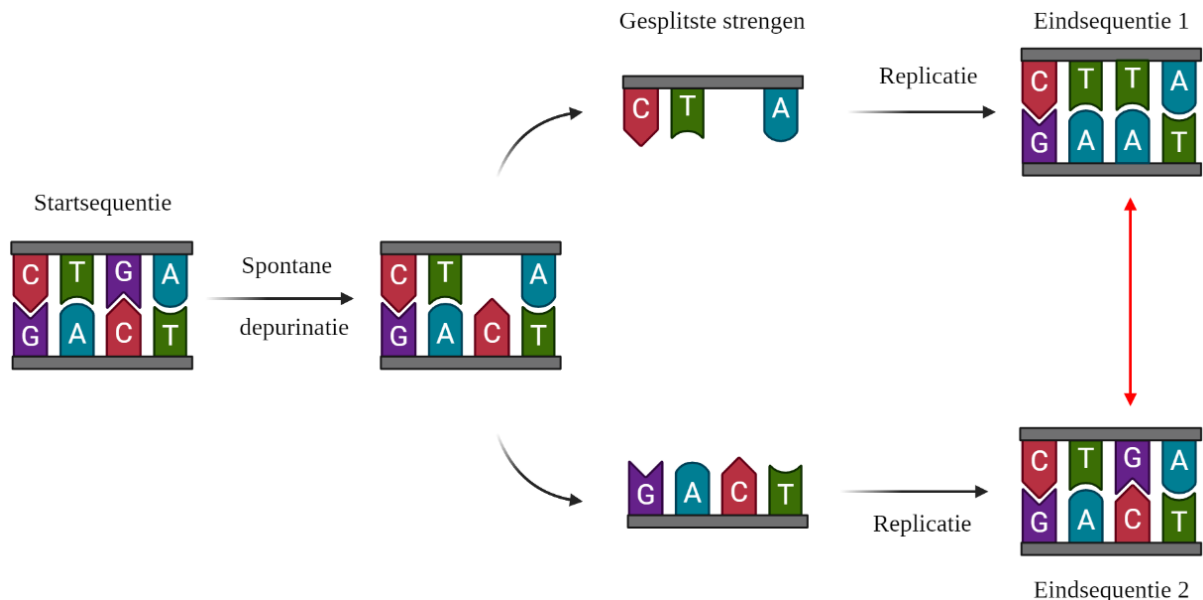 Gesplitste strengen
Eindsequentie 1
Replicatie
C T A
C T T A
G A A T
Startsequentie
Spontane
depurinatie
C T G A
G A C T
C T A
G A C T
G A C T
Replicatie
C T G A
G A C T
Eindsequentie 2